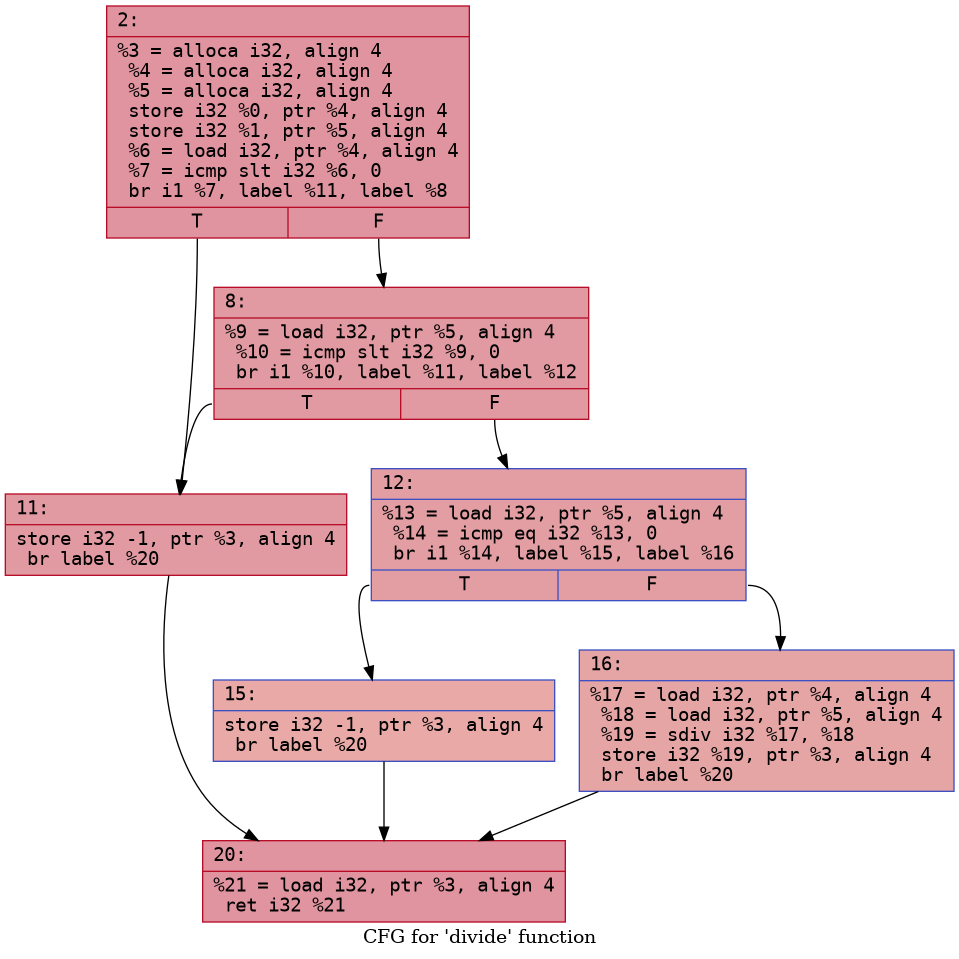 2:
%3 = alloca i32, align 4
%4 = alloca i32, align 4
%5 = alloca i32, align 4
store i32 %0, ptr %4, align 4
store i32 %1, ptr %5, align 4
%6 = load i32, ptr %4, align 4
%7 = icmp slt i32 %6, 0
br i1 %7, label %11, label %8
T F
8:
%9 = load i32, ptr %5, align 4
%10 = icmp slt i32 %9, 0
br i1 %10, label %11, label %12
T F
11:
store i32 -1, ptr %3, align 4
br label %20
12:
%13 = load i32, ptr %5, align 4
%14 = icmp eq i32 %13, 0
br i1 %14, label %15, label %16
T F
15:
store i32 -1, ptr %3, align 4
br label %20
16:
%17 = load i32, ptr %4, align 4
%18 = load i32, ptr %5, align 4
%19 = sdiv i32 %17, %18
store i32 %19, ptr %3, align 4
br label %20
20:
%21 = load i32, ptr %3, align 4
ret i32 %21
CFG for 'divide' function